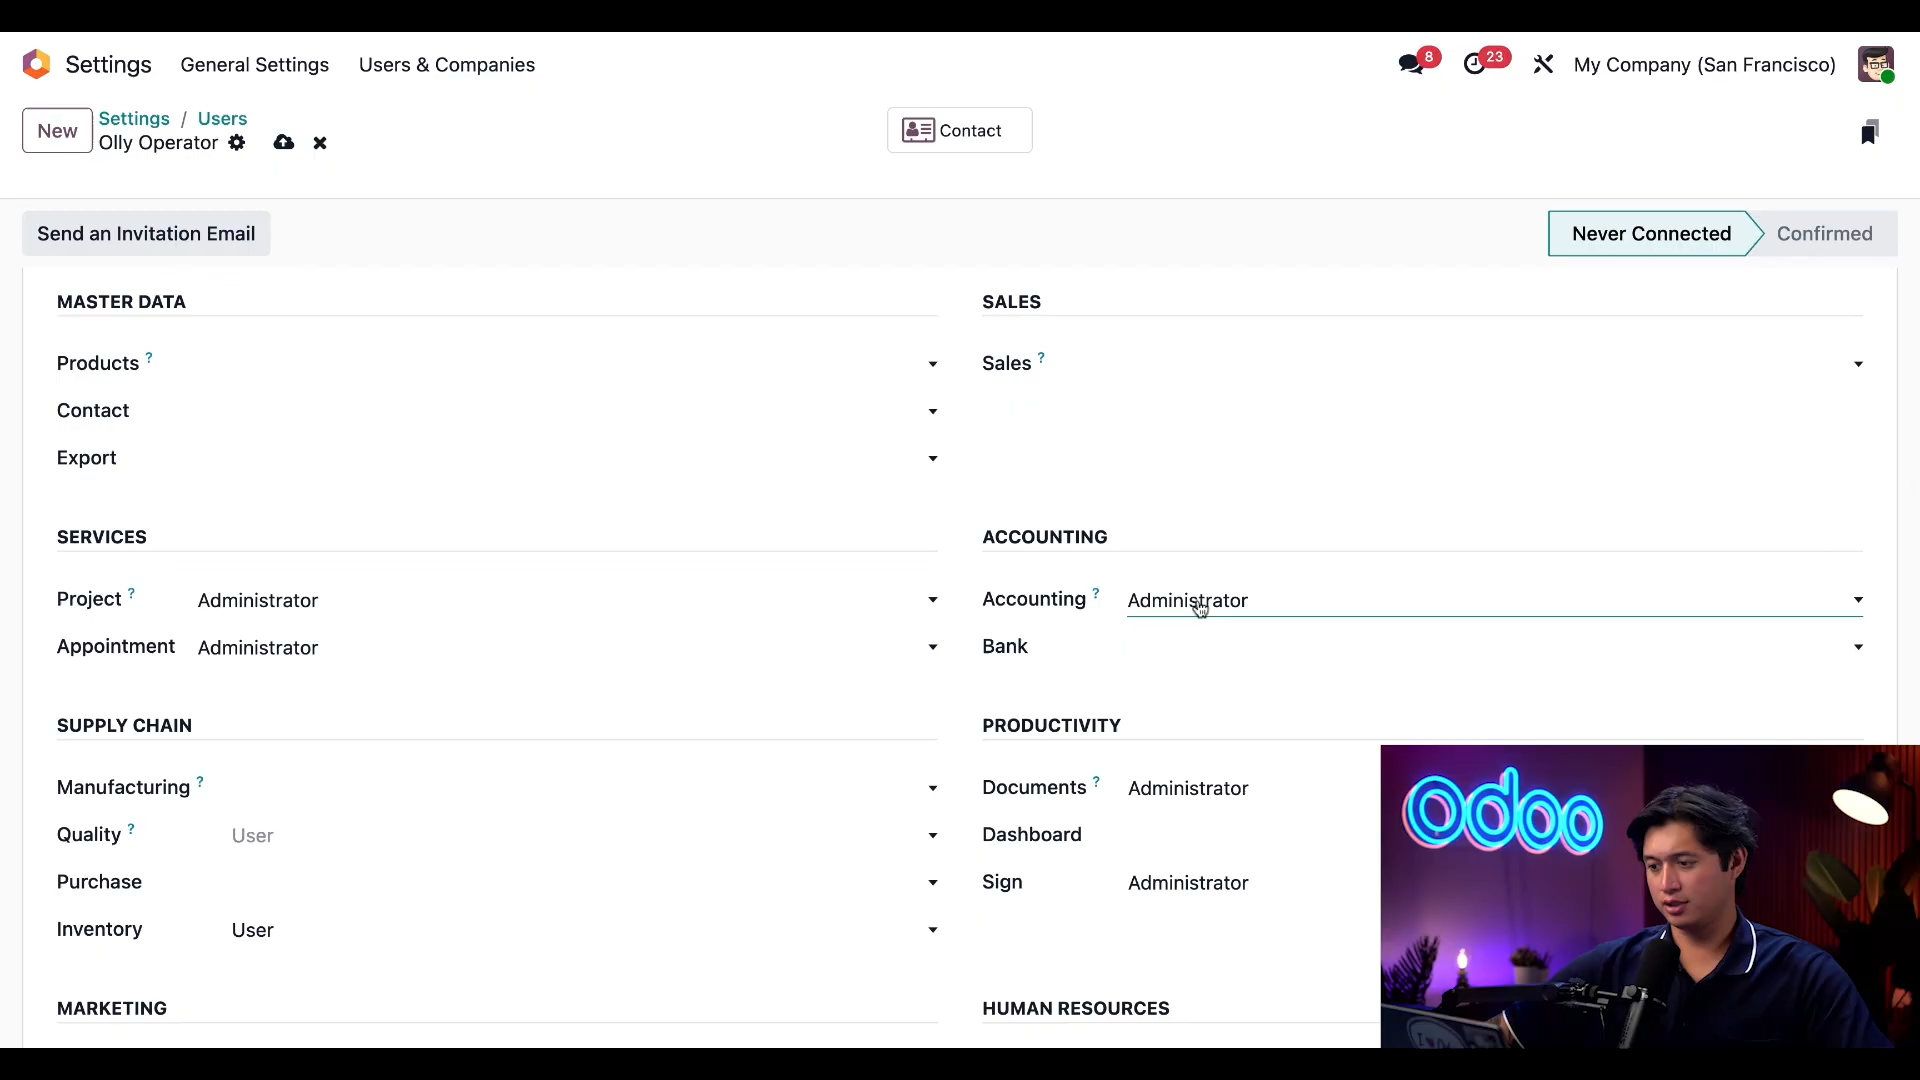 Settings General Settings Users & Companies 8 23 My Company (San Francisco)
New Settings / Users
Olly Operator
Contact
Send an Invitation Email Never Connected Confirmed
MASTER DATA SALES
Products ? Sales ?
Contact
Export
SERVICES ACCOUNTING
Project ? Administrator Accounting ? Administrator
Appointment Administrator Bank
SUPPLY CHAIN PRODUCTIVITY
Manufacturing ? Documents ? Administrator
Quality ? User Dashboard
Purchase Sign Administrator
Inventory User
odoo
MARKETING HUMAN RESOURCES